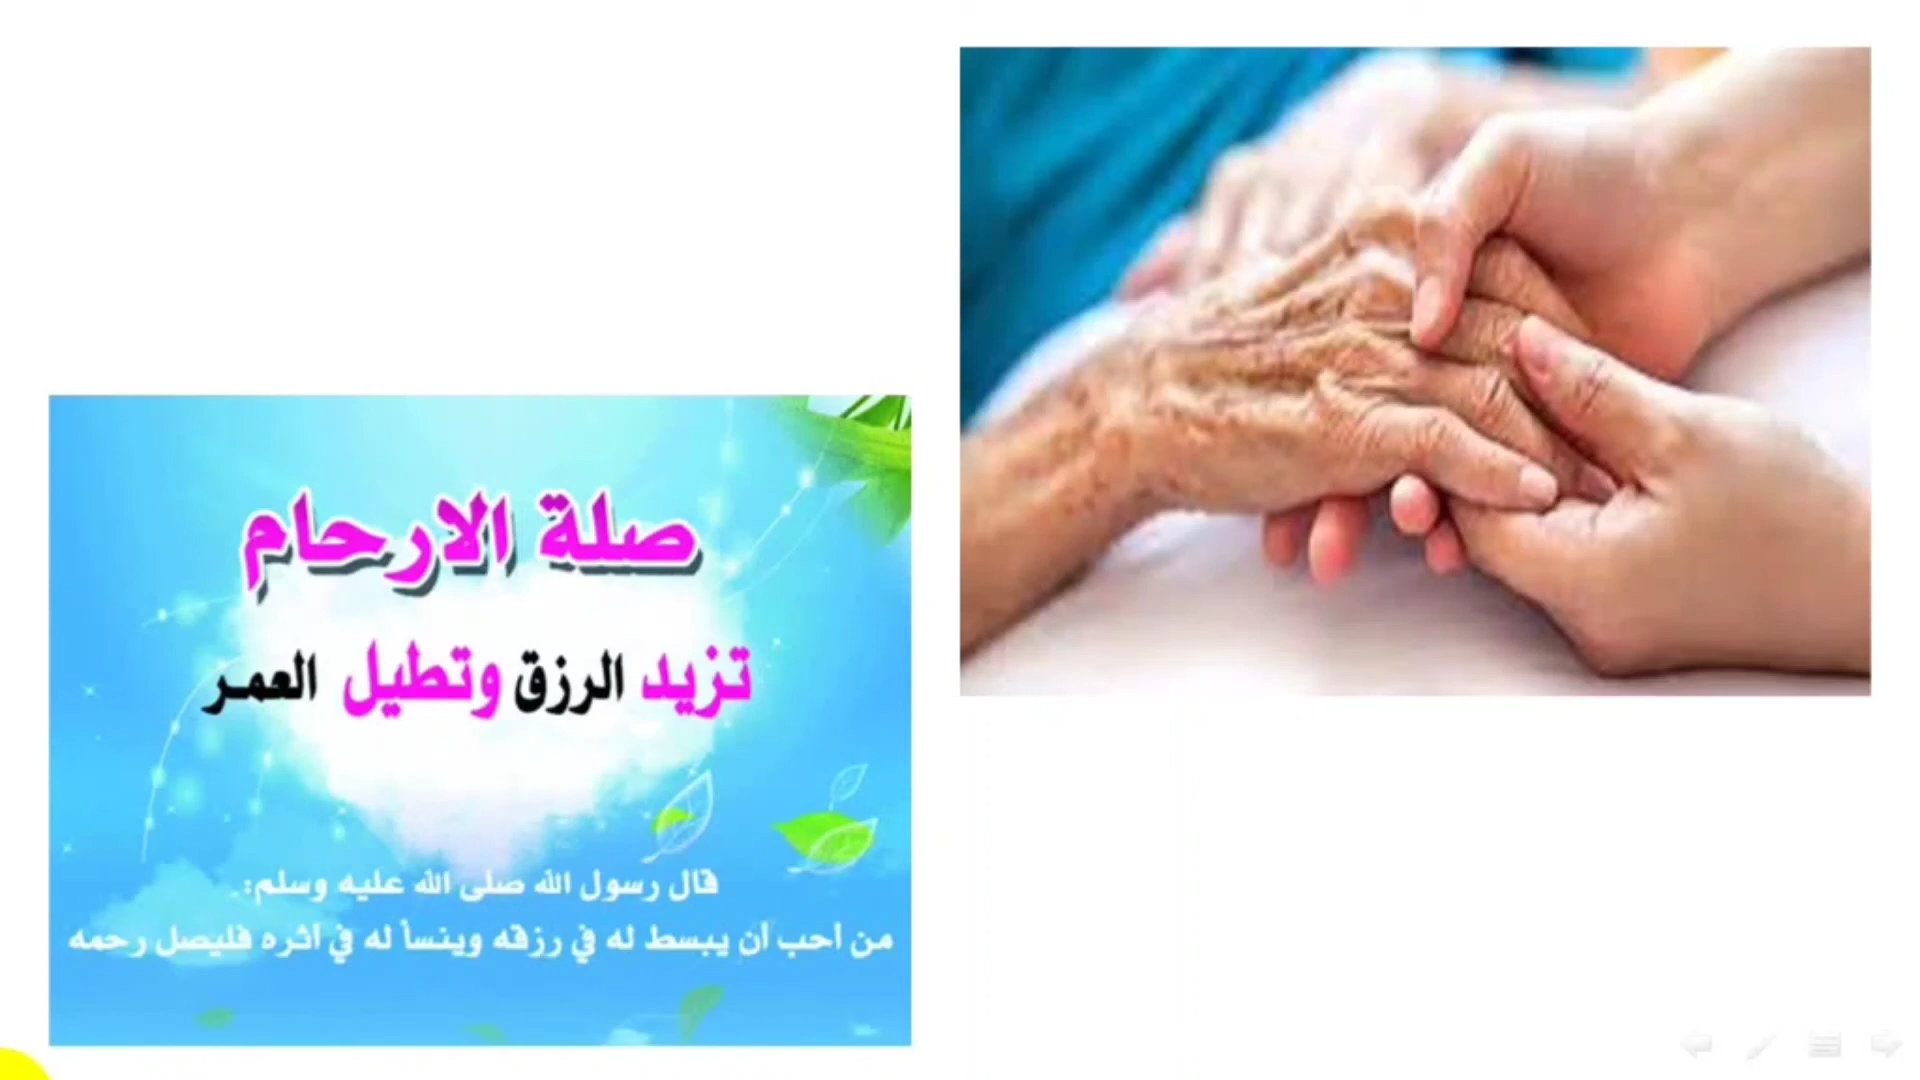 صلة الارحام
تزيد الرزق وتطيل العمر
قال رسول الله صلى الله عليه وسلم:
من أحب أن يبسط له في رزقه وينسأ له في أثره فليصل رحمه